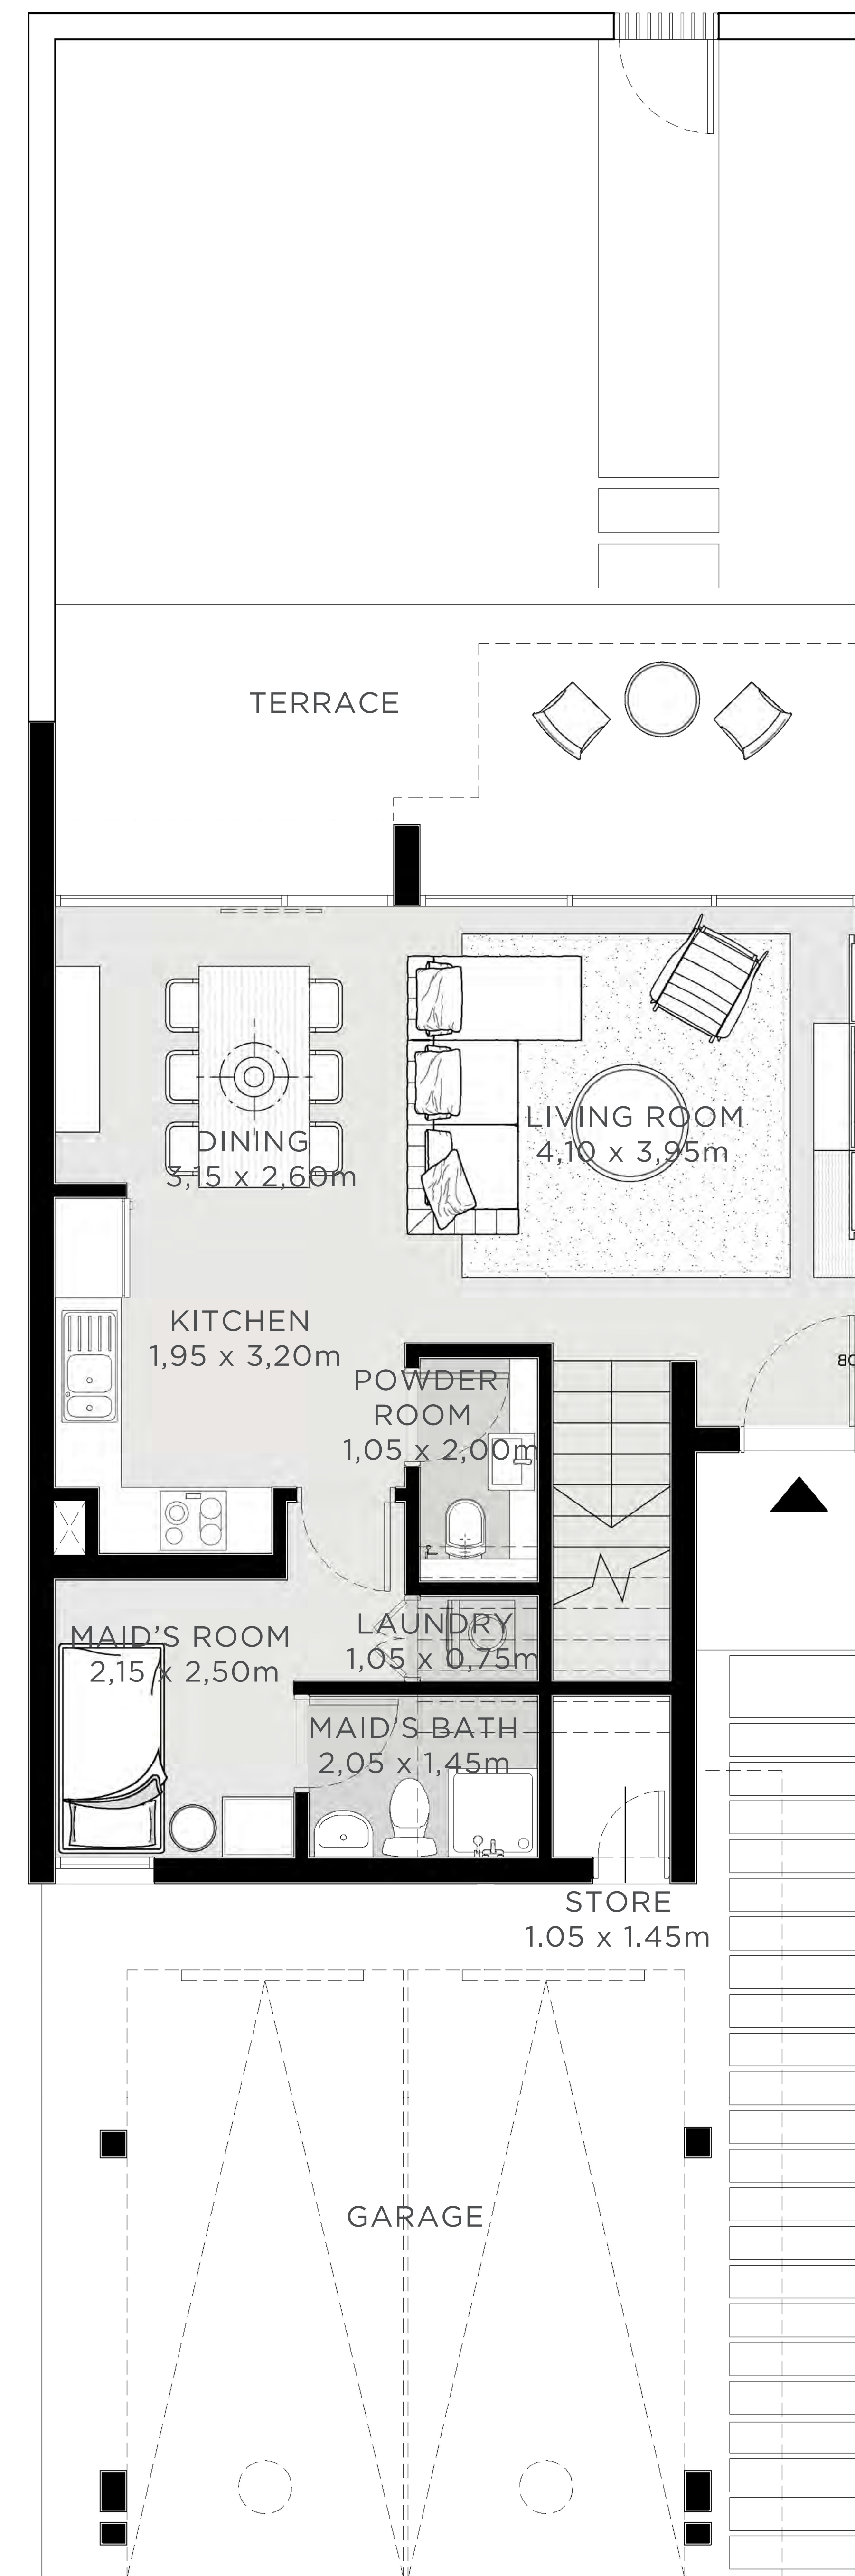 TERRACE
DINING
3,15 x 2,60m
LIVING ROOM
4,10 x 3,95m
KITCHEN
1,95 x 3,20m
POWDER
ROOM
1,05 x 2,00m
MAID'S ROOM
2,15 x 2,50m
LAUNDRY
1,05 x 0,75m
MAID'S BATH
2,05 x 1,45m
STORE
1.05 x 1.45m
GARAGE